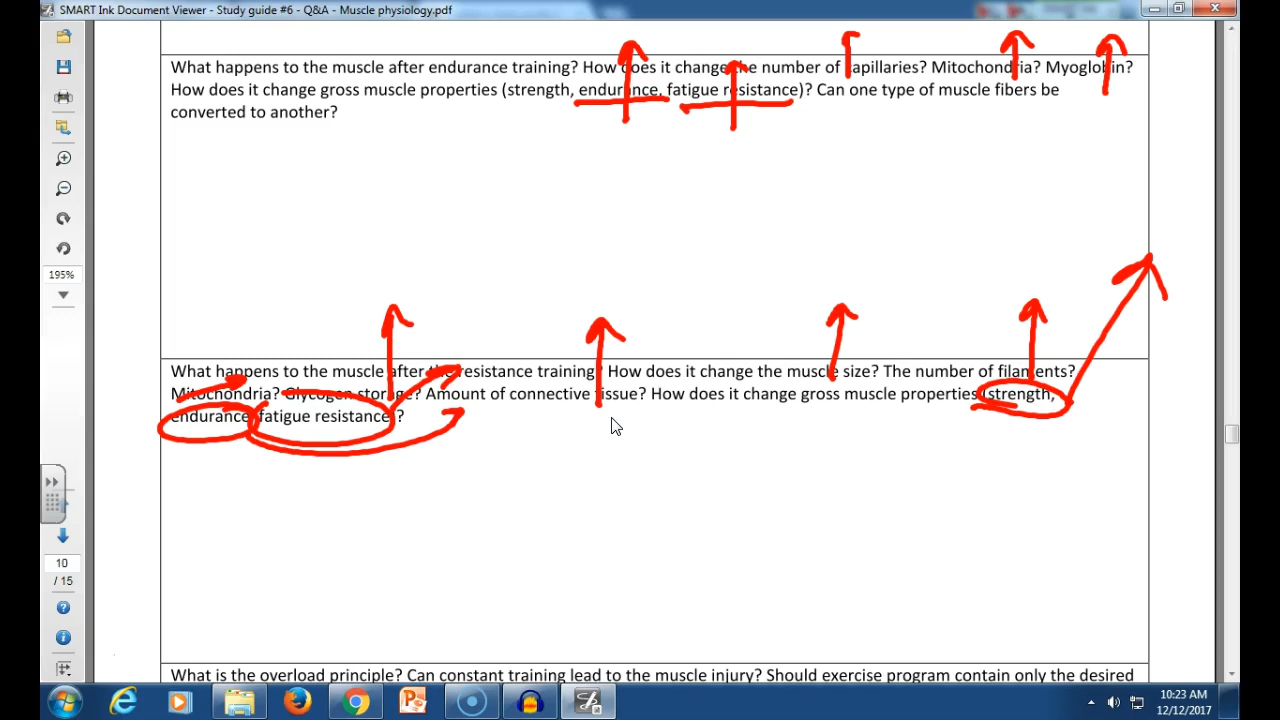 SMART Ink Document Viewer - Study guide #6 - Q&A - Muscle physiology.pdf
What happens to the muscle after endurance training? How does it change the number of capillaries? Mitochondria? Myoglobin?
How does it change gross muscle properties (strength, endurance, fatigue resistance)? Can one type of muscle fibers be
converted to another?
195%
What happens to the muscle after the resistance training? How does it change the muscle size? The number of filaments?
Mitochondria? Glycogen storage? Amount of connective tissue? How does it change gross muscle properties (strength,
endurance, fatigue resistance)?
10
/ 15
What is the overload principle? Can constant training lead to the muscle injury? Should exercise program contain only the desired
10:23 AM
12/12/2017